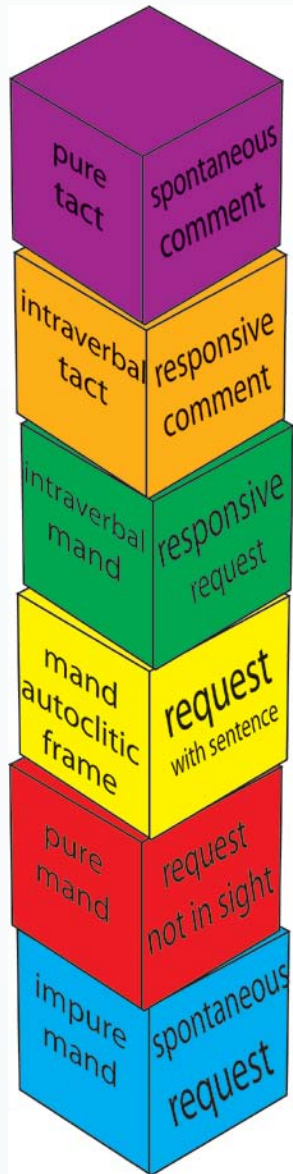 pure
tact
spontaneous
comment
intraverbal
tact
responsive
comment
intraverbal
mand
responsive
request
mand
autoclitic
frame
request
with sentence
pure
mand
request
not in sight
impure
mand
spontaneous
request